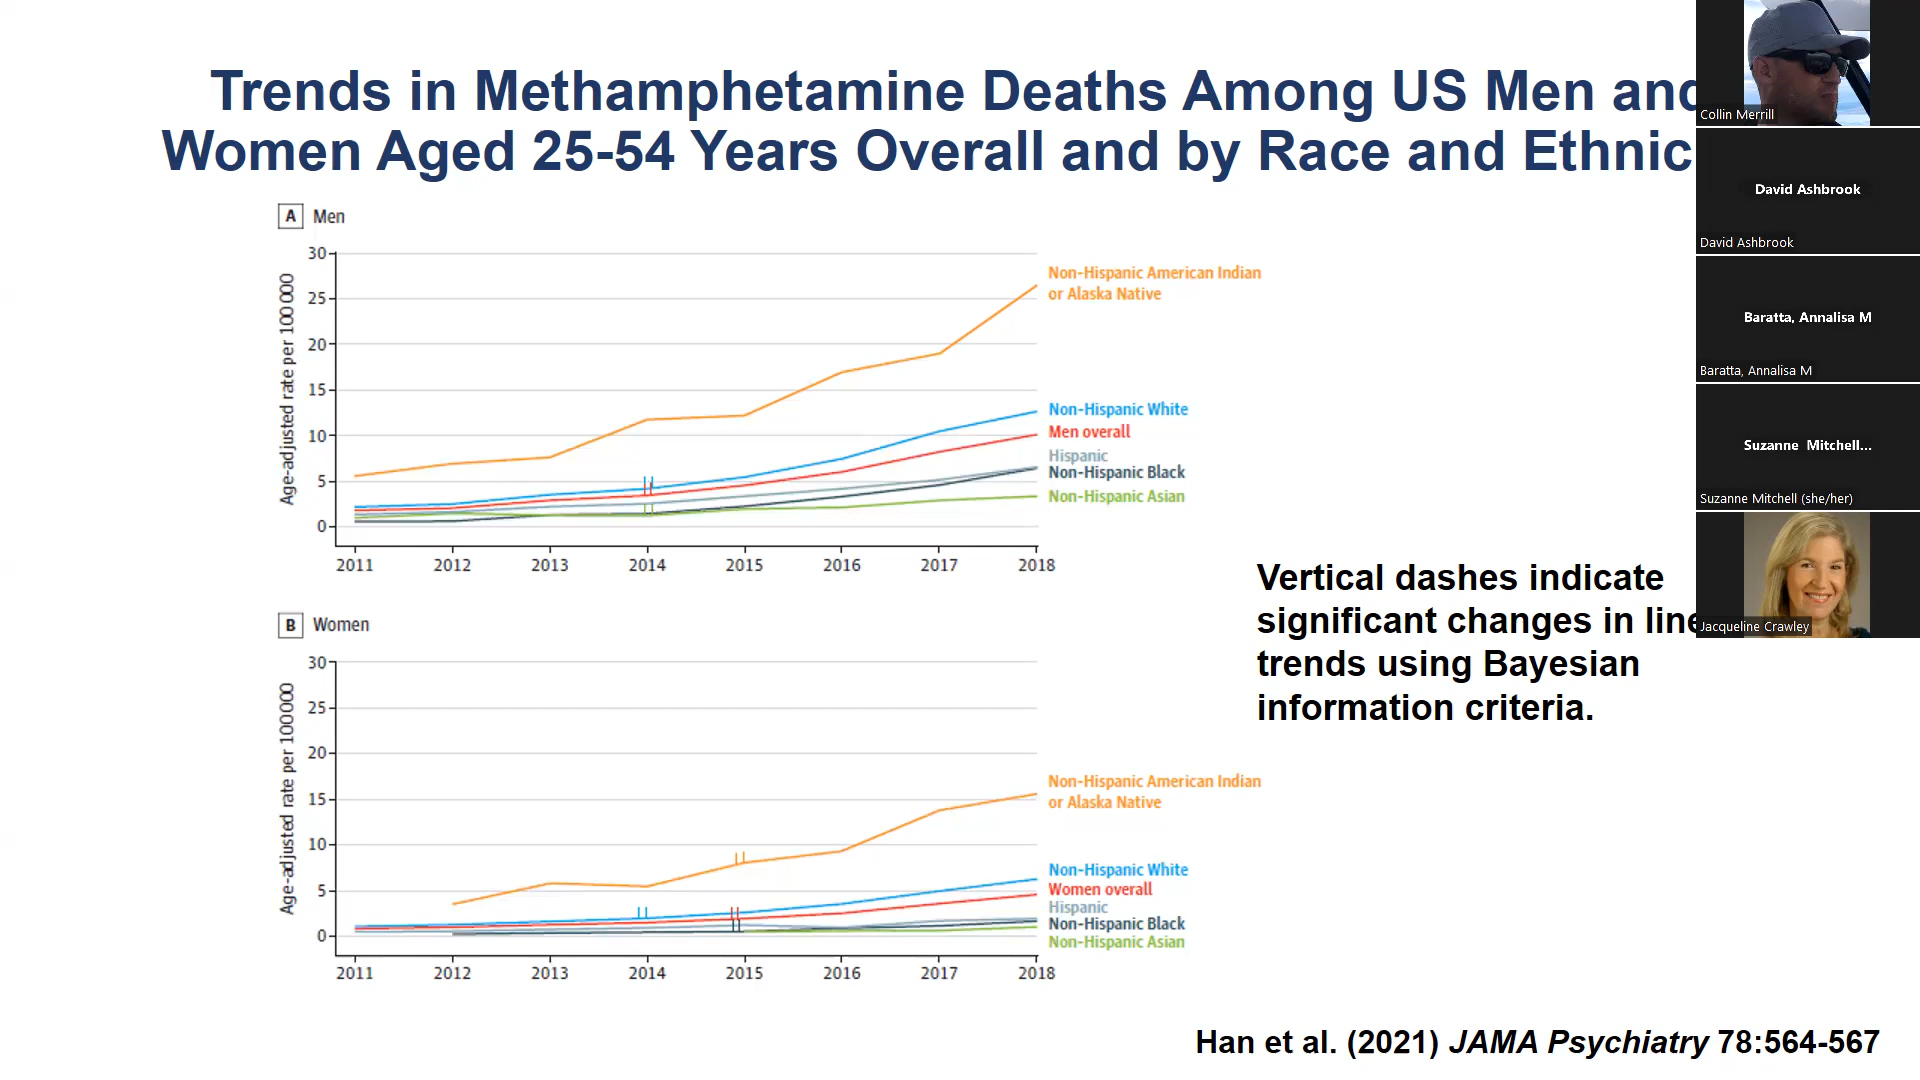 Trends in Methamphetamine Deaths Among US Men and
Women Aged 25-54 Years Overall and by Race and Ethnic
A Men
Age-adjusted rate per 100 000
30
25
20
15
10
5
0
2011 2012 2013 2014 2015 2016 2017 2018
Non-Hispanic American Indian
or Alaska Native
Non-Hispanic White
Men overall
Hispanic
Non-Hispanic Black
Non-Hispanic Asian
B Women
Age-adjusted rate per 100 000
30
25
20
15
10
5
0
2011 2012 2013 2014 2015 2016 2017 2018
Non-Hispanic American Indian
or Alaska Native
Non-Hispanic White
Women overall
Hispanic
Non-Hispanic Black
Non-Hispanic Asian
Vertical dashes indicate
significant changes in line
trends using Bayesian
information criteria.
Han et al. (2021) JAMA Psychiatry 78:564-567
Collin Merrill
David Ashbrook
David Ashbrook
Baratta, Annalisa M
Baratta, Annalisa M
Suzanne Mitchell...
Suzanne Mitchell (she/her)
Jacqueline Crawley